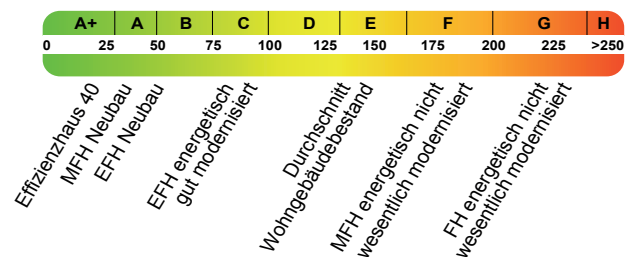 A+ A B C D E F G H
0 25 50 75 100 125 150 175 200 225 >250
Effizienzhaus 40
MFH Neubau
EFH Neubau
EFH energetisch
gut modernisiert
Durchschnitt
Wohngebäudebestand
MFH energetisch nicht
wesentlich modernisiert
FH energetisch nicht
wesentlich modernisiert